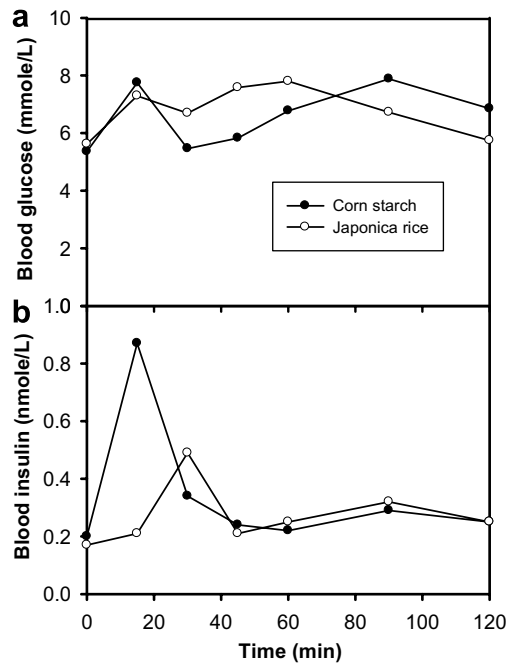 a
10
8
6
4
2
Blood glucose (mmole/L)
Corn starch
Japonica rice
b
1.0
0.8
0.6
0.4
0.2
0.0
Blood insulin (nmole/L)
0 20 40 60 80 100 120
Time (min)